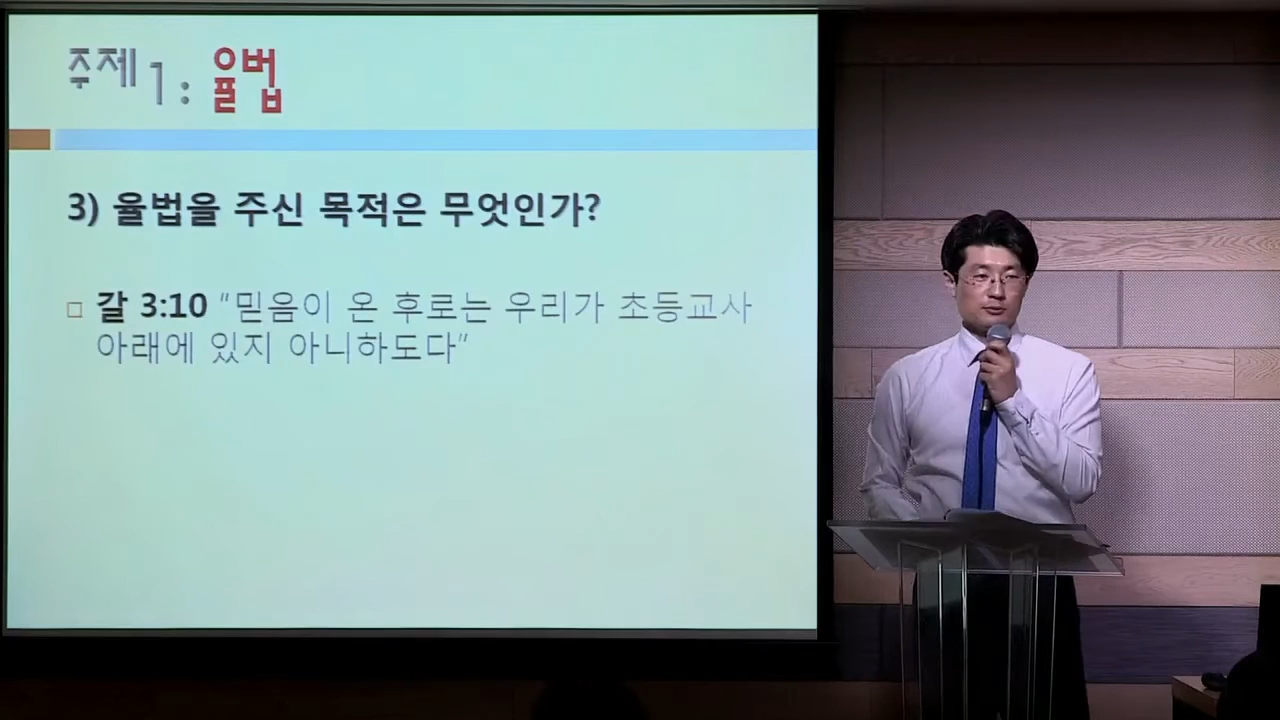 주제 1: 율법
3) 율법을 주신 목적은 무엇인가?
□ 갈 3:10 "믿음이 온 후로는 우리가 초등교사
아래에 있지 아니하도다"